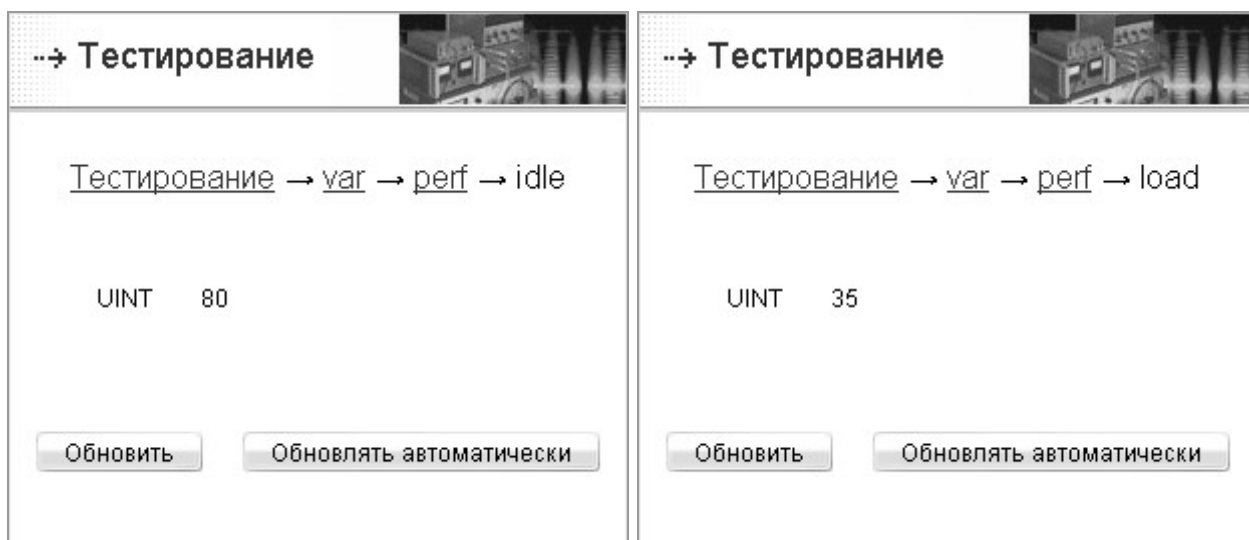 ⇢ Тестирование
Тестирование → var → perf → idle
UINT 80
Обновить Обновлять автоматически
⇢ Тестирование
Тестирование → var → perf → load
UINT 35
Обновить Обновлять автоматически